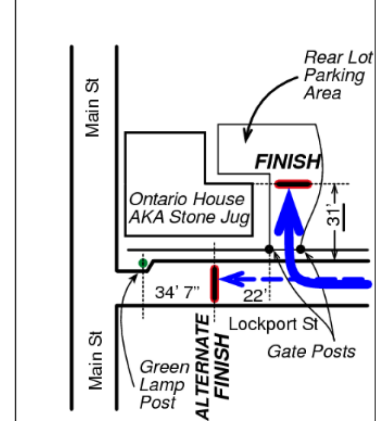 Main St
Rear Lot
Parking
Area
FINISH
Ontario House
AKA Stone Jug
31'
34' 7"
22'
Lockport St
Main St
Green
Lamp
Post
ALTERNATE
FINISH
Gate Posts